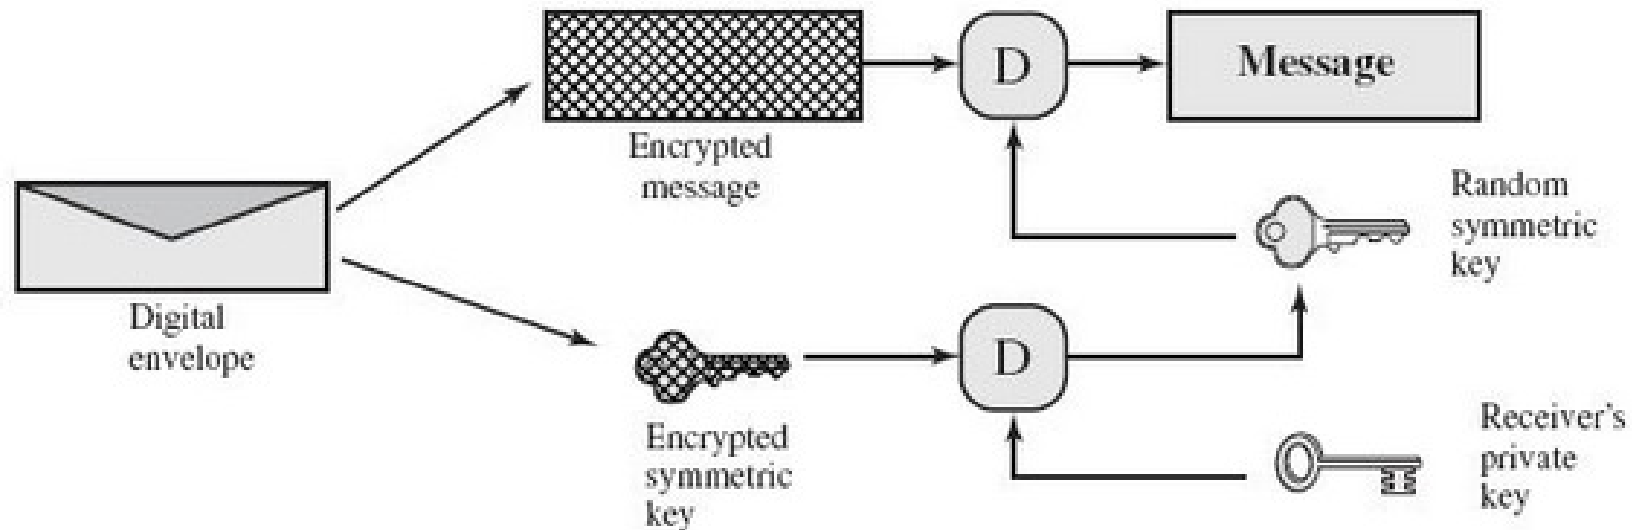 D
Message
Encrypted
message
Random
symmetric
key
Digital
envelope
D
Encrypted
symmetric
key
Receiver's
private
key